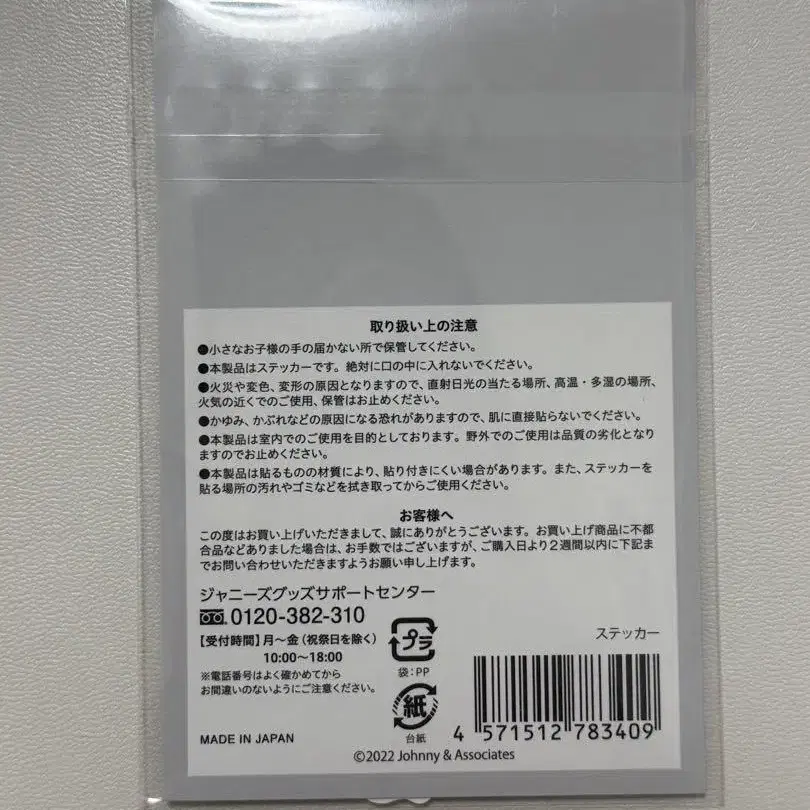 取り扱い上の注意
●小さなお子様の手の届かない所で保管してください。
●本製品はステッカーです。絶対に口の中に入れないでください。
●火災や変色、変形の原因となりますので、直射日光の当たる場所、高温・多湿の場所、
火気の近くでのご使用、保管はお止めください。
●かゆみ、かぶれなどの原因になる恐れがありますので、肌に直接貼らないでください。
●本製品は室内でのご使用を目的としております。野外でのご使用は品質の劣化となり
ますのでお止めください。
●本製品は貼るものの材質により、貼り付きにくい場合があります。また、ステッカーを
貼る場所の汚れやゴミなどを拭き取ってからご使用ください。
お客様へ
この度はお買い上げいただきまして、誠にありがとうございます。お買い上げ商品に不都
合品などありました場合は、お手数ではございますが、ご購入日より2週間以内に下記ま
でお問い合わせいただきますようお願い申し上げます。
ジャニーズグッズサポートセンター
0120-382-310
【受付時間】月~金(祝祭日を除く)
10:00~18:00
※電話番号はよく確かめてから
お間違いのないようにご注意ください。
プラ
袋:PP
紙
台紙
ステッカー
4 571512 783409
MADE IN JAPAN
©2022 Johnny & Associates